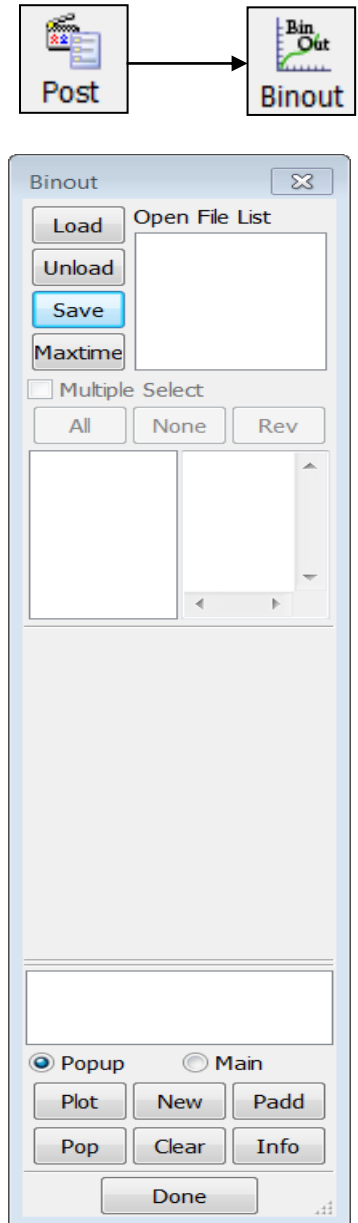 Bin
Out
Post
Binout
Binout
Load
Open File List
Unload
Save
Maxtime
Multiple Select
All None Rev
Popup Main
Plot New Padd
Pop Clear Info
Done